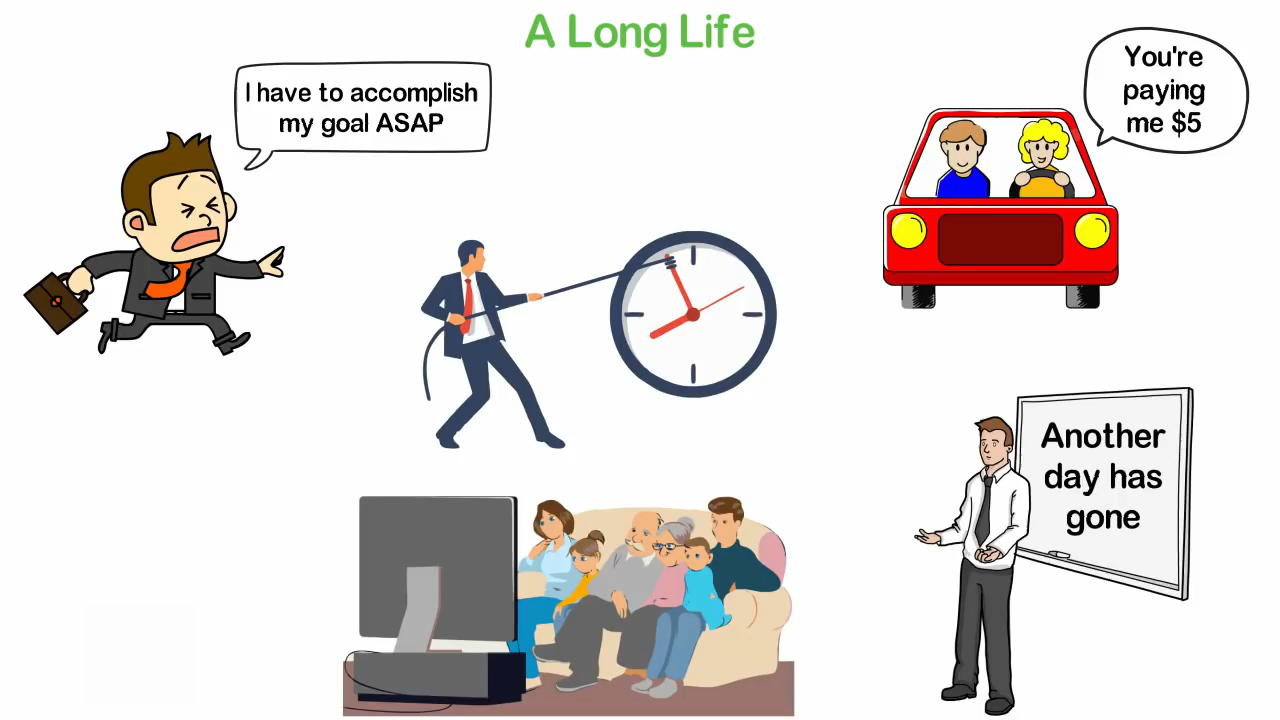 A Long Life
I have to accomplish
my goal ASAP
You're
paying
me $5
Another
day has
gone